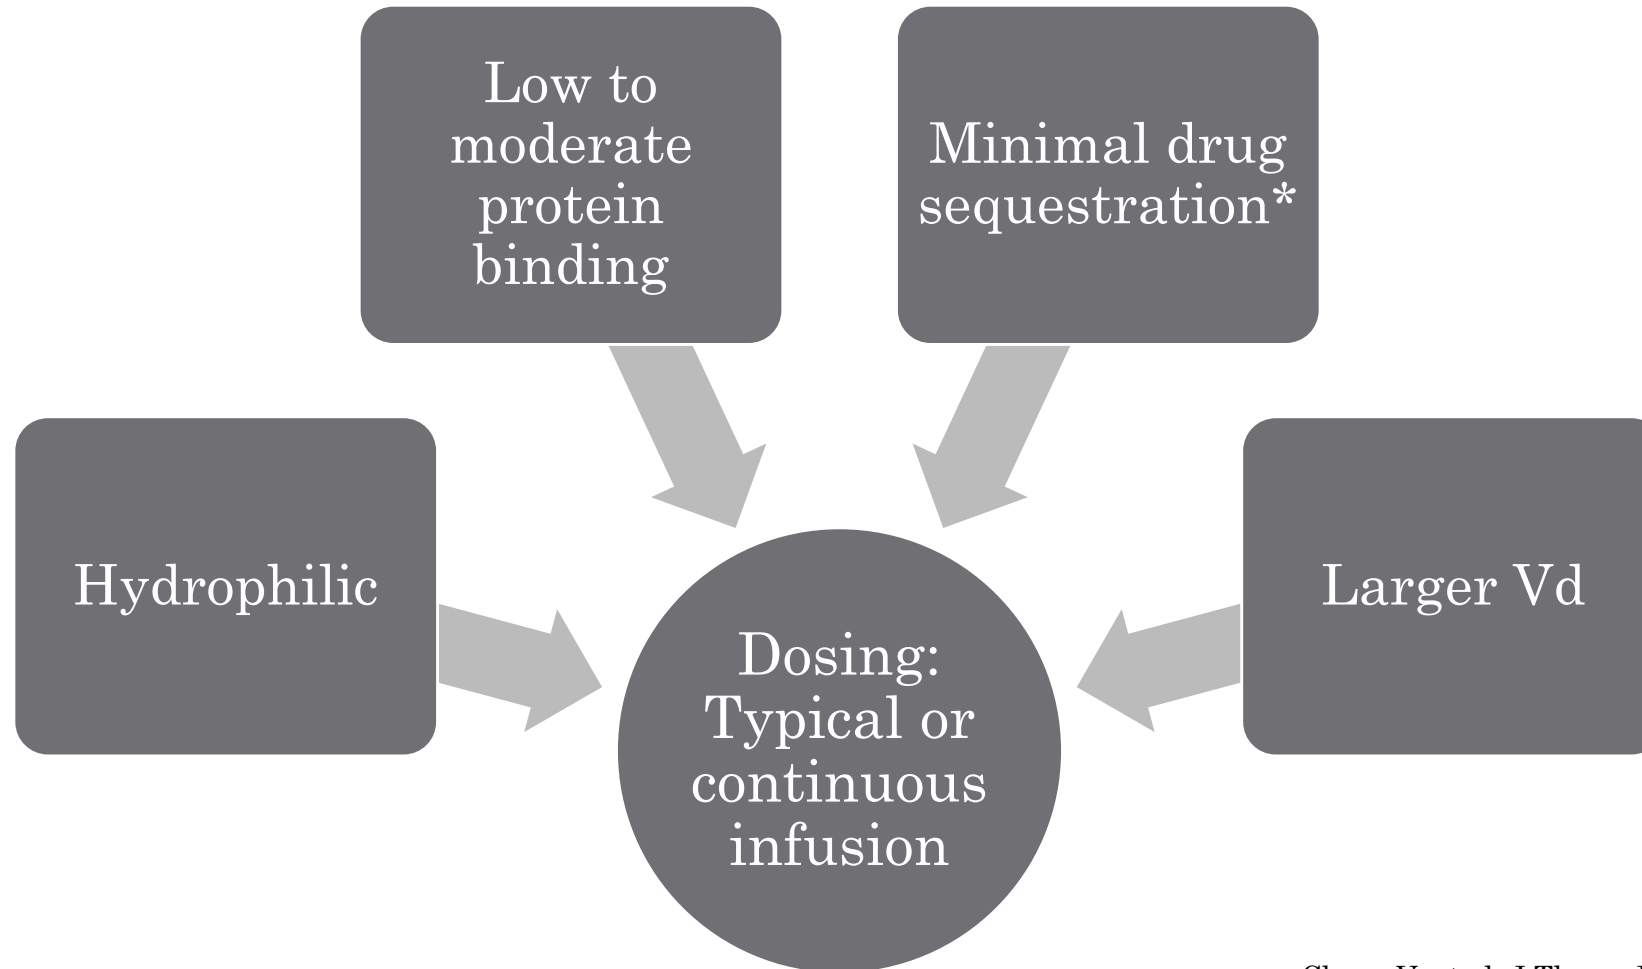 Low to
moderate
protein
binding
Minimal drug
sequestration*
Hydrophilic
Larger Vd
Dosing:
Typical or
continuous
infusion